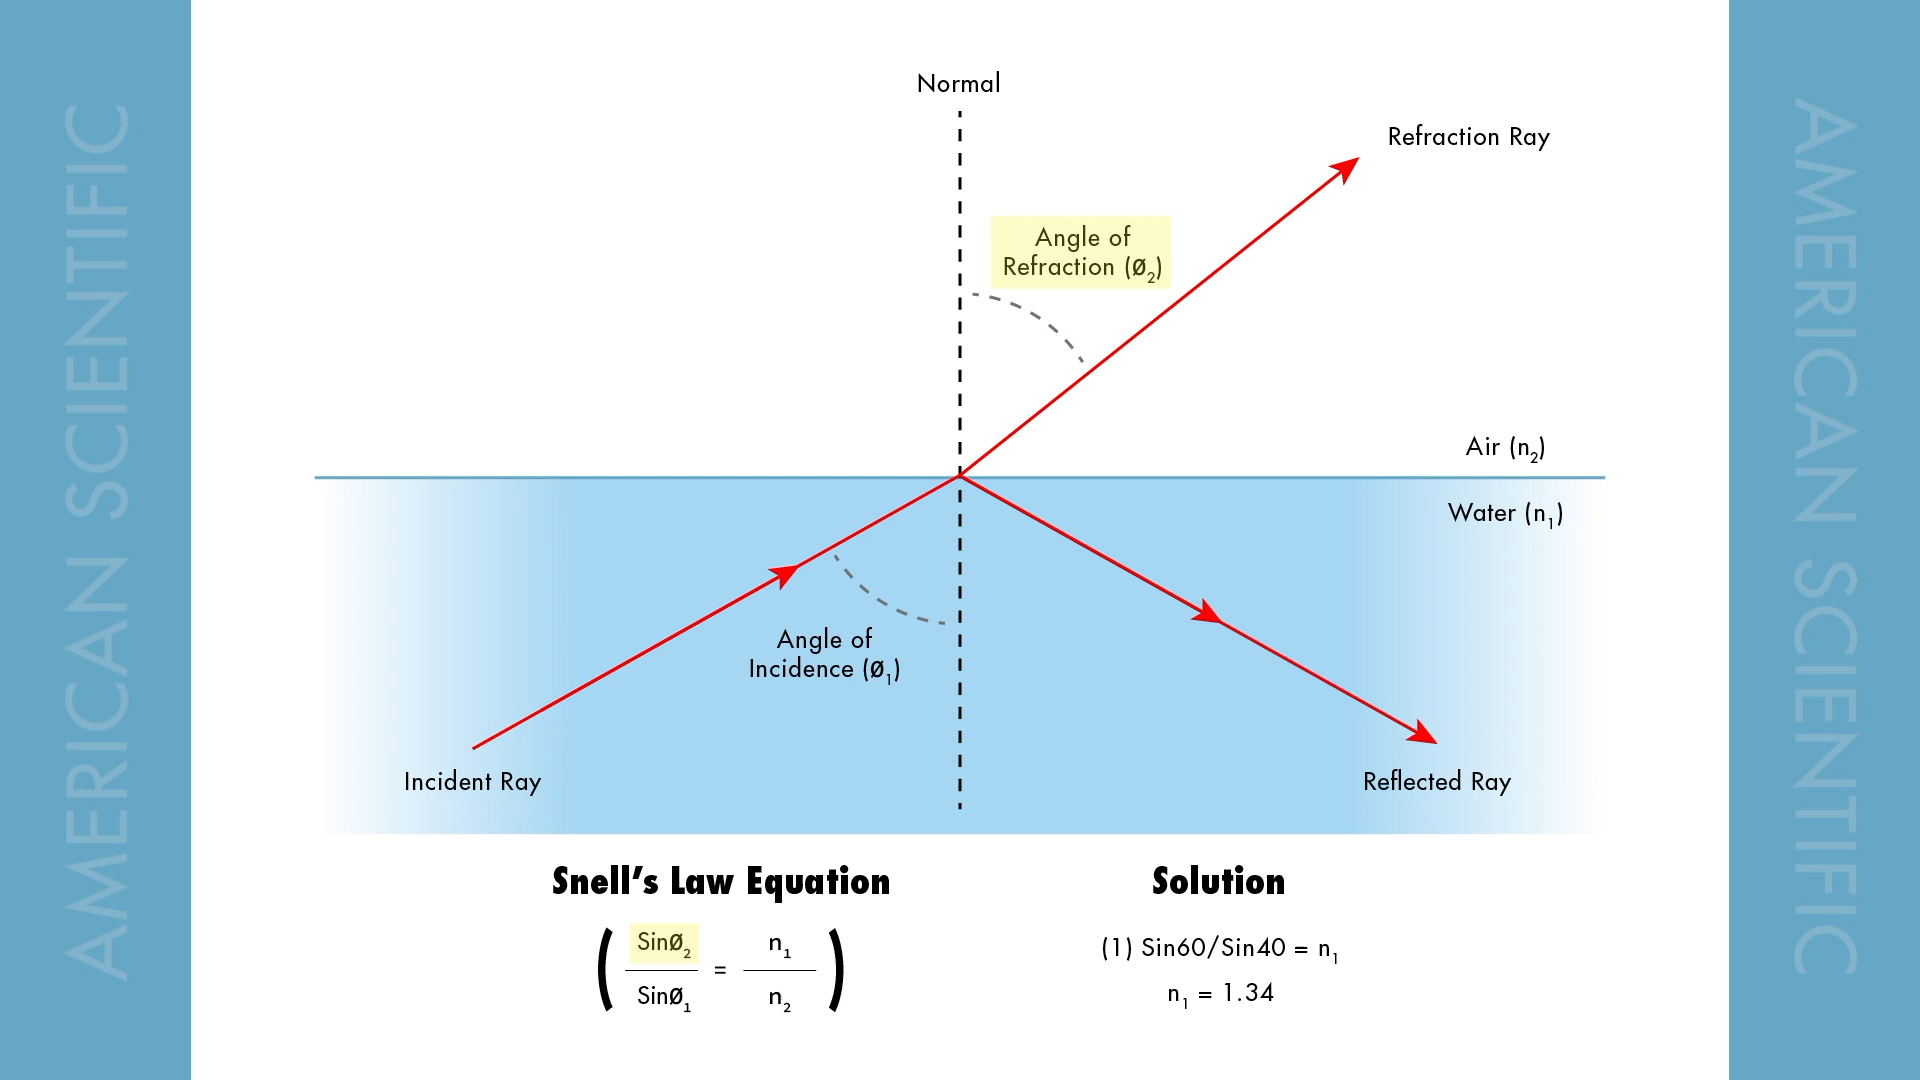 AMERICAN SCIENTIFIC
Normal
Refraction Ray
Angle of
Refraction (Ø₂)
Air (n₂)
Water (n₁)
Angle of
Incidence (Ø₁)
Incident Ray
Reflected Ray
Snell's Law Equation
Solution
( SinØ₂ / SinØ₁ = n₁ / n₂ )
(1) Sin60/Sin40 = n₁
n₁ = 1.34
AMERICAN SCIENTIFIC